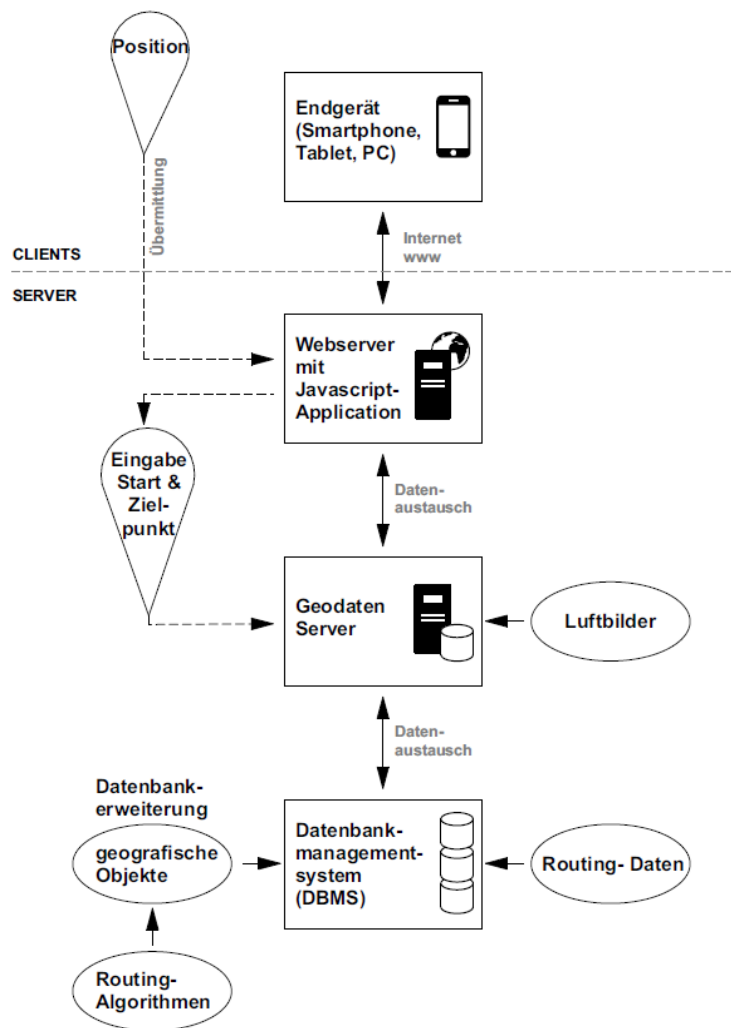 Position
Endgerät
(Smartphone,
Tablet, PC)
Übermittlung
Internet
www
CLIENTS
SERVER
Webserver
mit
Javascript-
Application
Eingabe
Start &
Ziel-
punkt
Daten-
austausch
Geodaten
Server
Luftbilder
Daten-
austausch
Datenbank-
erweiterung
geografische
Objekte
Datenbank-
management-
system
(DBMS)
Routing- Daten
Routing-
Algorithmen